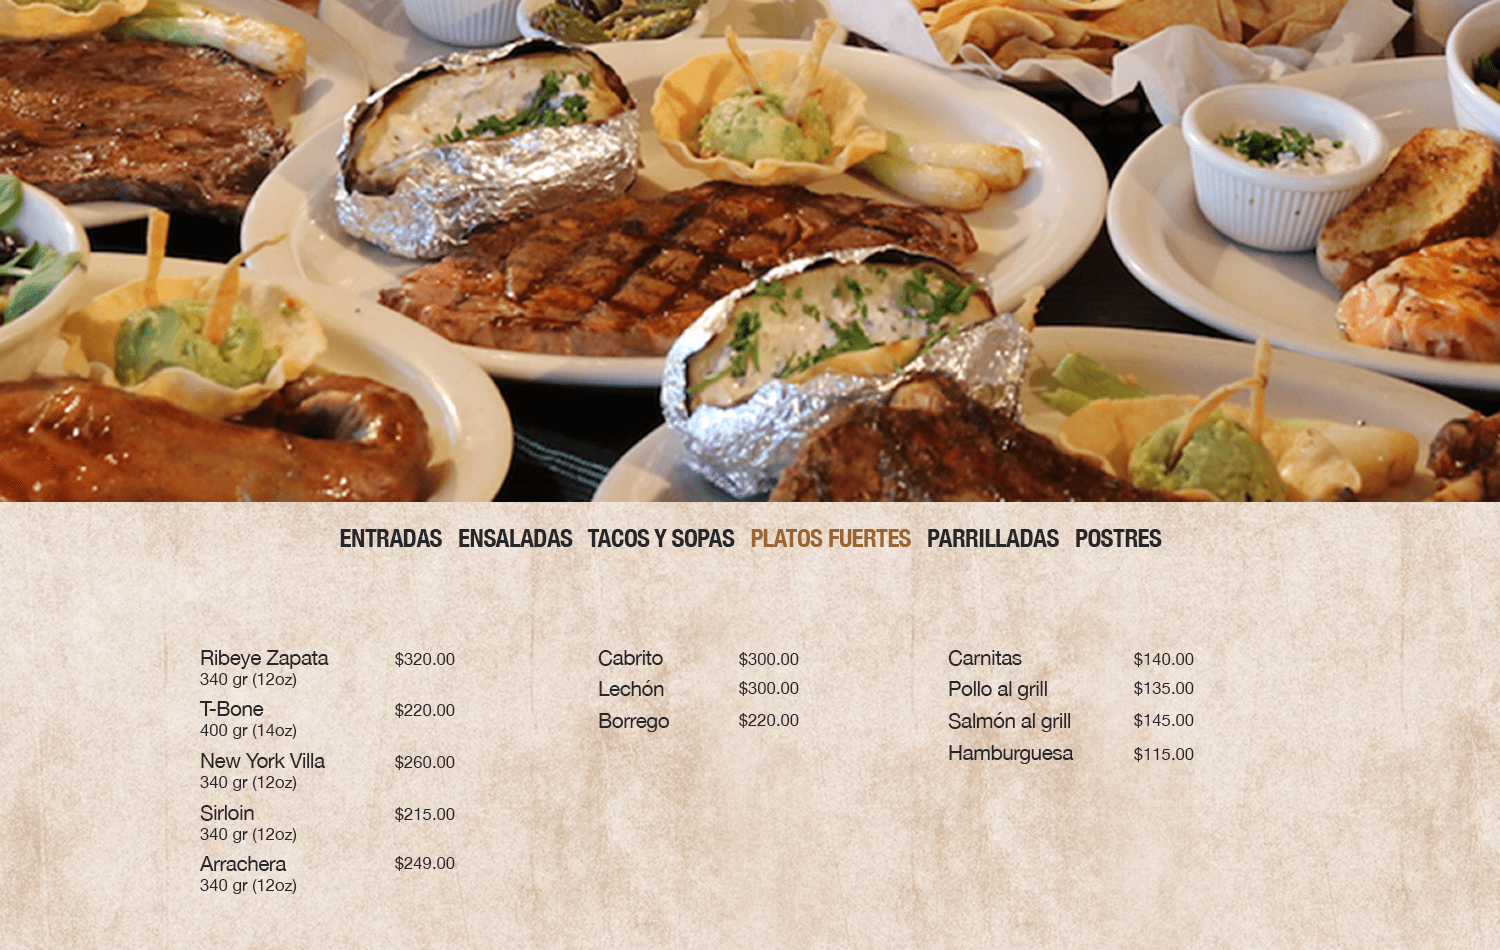 ENTRADAS ENSALADAS TACOS Y SOPAS PLATOS FUERTES PARRILLADAS POSTRES
Ribeye Zapata $320.00
340 gr (12oz)
T-Bone $220.00
400 gr (14oz)
New York Villa $260.00
340 gr (12oz)
Sirloin $215.00
340 gr (12oz)
Arrachera $249.00
340 gr (12oz)
Cabrito $300.00
Lechón $300.00
Borrego $220.00
Carnitas $140.00
Pollo al grill $135.00
Salmón al grill $145.00
Hamburguesa $115.00